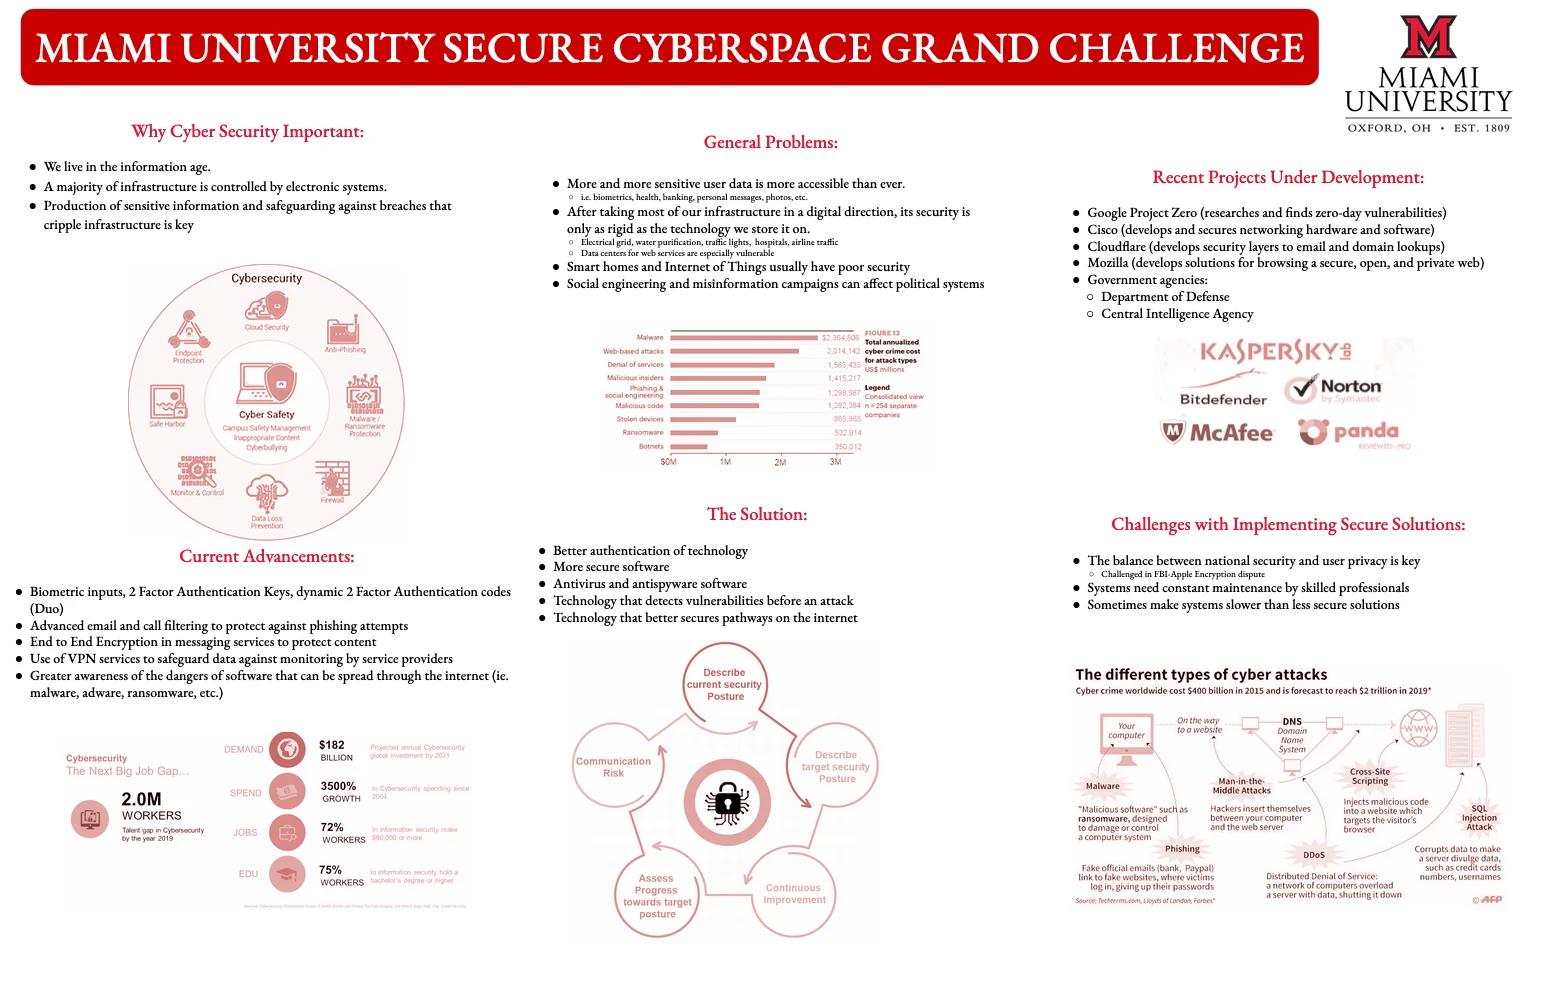 MIAMI UNIVERSITY SECURE CYBERSPACE GRAND CHALLENGE
MIAMI
UNIVERSITY
OXFORD, OH • EST. 1809
Why Cyber Security Important:
● We live in the information age.
● A majority of infrastructure is controlled by electronic systems.
● Production of sensitive information and safeguarding against breaches that
cripple infrastructure is key
Cybersecurity
Cloud Security
Anti-Phishing
Endpoint
Protection
Safe Harbor
Malware /
Ransomware
Protection
Cyber Safety
Campus Safety Management
Inappropriate Content
Cyberbullying
Monitor & Control
Firewall
Data Loss
Prevention
Current Advancements:
● Biometric inputs, 2 Factor Authentication Keys, dynamic 2 Factor Authentication codes
(Duo)
● Advanced email and call filtering to protect against phishing attempts
● End to End Encryption in messaging services to protect content
● Use of VPN services to safeguard data against monitoring by service providers
● Greater awareness of the dangers of software that can be spread through the internet (ie.
malware, adware, ransomware, etc.)
Cybersecurity
The Next Big Job Gap...
2.0M
WORKERS
Talent gap in Cybersecurity
by the year 2019
DEMAND
$182
BILLION
Projected annual Cybersecurity
global investment by 2021
SPEND
3500%
GROWTH
In Cybersecurity spending since
2004
JOBS
72%
WORKERS
In information security make
$80,000 or more
EDU
75%
WORKERS
In information security hold a
bachelor's degree or higher
General Problems:
● More and more sensitive user data is more accessible than ever.
○ i.e. biometrics, health, banking, personal messages, photos, etc.
● After taking most of our infrastructure in a digital direction, its security is
only as rigid as the technology we store it on.
○ Electrical grid, water purification, traffic lights, hospitals, airline traffic
○ Data centers for web services are especially vulnerable
● Smart homes and Internet of Things usually have poor security
● Social engineering and misinformation campaigns can affect political systems
Malware $2,364,806
Web-based attacks 2,014,142
Denial of services 1,565,435
Malicious insiders 1,415,217
Phishing &
social engineering 1,298,987
Malicious code 1,282,384
Stolen devices 865,985
Ransomware 532,914
Botnets 350,012
$0M 1M 2M 3M
FIGURE 13
Total annualized
cyber crime cost
for attack types
US$ millions
Legend
Consolidated view
n = 254 separate
companies
The Solution:
● Better authentication of technology
● More secure software
● Antivirus and antispyware software
● Technology that detects vulnerabilities before an attack
● Technology that better secures pathways on the internet
Describe
current security
Posture
Describe
target security
Posture
Communication
Risk
Assess
Progress
towards target
posture
Continuous
Improvement
Recent Projects Under Development:
● Google Project Zero (researches and finds zero-day vulnerabilities)
● Cisco (develops and secures networking hardware and software)
● Cloudflare (develops security layers to email and domain lookups)
● Mozilla (develops solutions for browsing a secure, open, and private web)
● Government agencies:
○ Department of Defense
○ Central Intelligence Agency
KASPERSKY lab
Bitdefender
Norton
by Symantec
McAfee
panda
REVIEWED-PRO
Challenges with Implementing Secure Solutions:
● The balance between national security and user privacy is key
○ Challenged in FBI-Apple Encryption dispute
● Systems need constant maintenance by skilled professionals
● Sometimes make systems slower than less secure solutions
The different types of cyber attacks
Cyber crime worldwide cost $400 billion in 2015 and is forecast to reach $2 trillion in 2019*
Your
computer
On the way
to a website
DNS
Domain
Name
System
WWW
Malware
"Malicious software" such as
ransomware, designed
to damage or control
a computer system
Man-in-the-
Middle Attacks
Hackers insert themselves
between your computer
and the web server
Cross-Site
Scripting
Injects malicious code
into a website which
targets the visitor's
browser
SQL
Injection
Attack
Corrupts data to make
a server divulge data,
such as credit cards
numbers, usernames
Phishing
Fake official emails (bank, Paypal)
link to fake websites, where victims
log in, giving up their passwords
DDoS
Distributed Denial of Service:
a network of computers overload
a server with data, shutting it down
Source: Techterms.com, Lloyds of London, Forbes*
© AFP